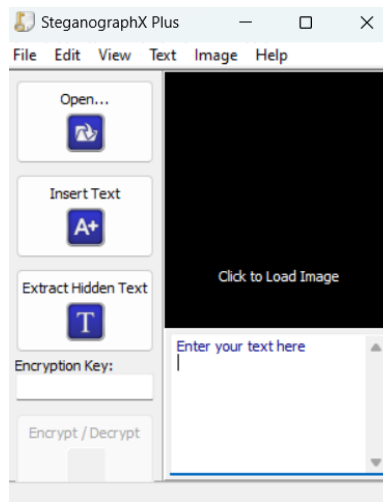 SteganographX Plus
File Edit View Text Image Help
Open...
Insert Text
A+
Extract Hidden Text
T
Encryption Key:
Encrypt / Decrypt
Click to Load Image
Enter your text here